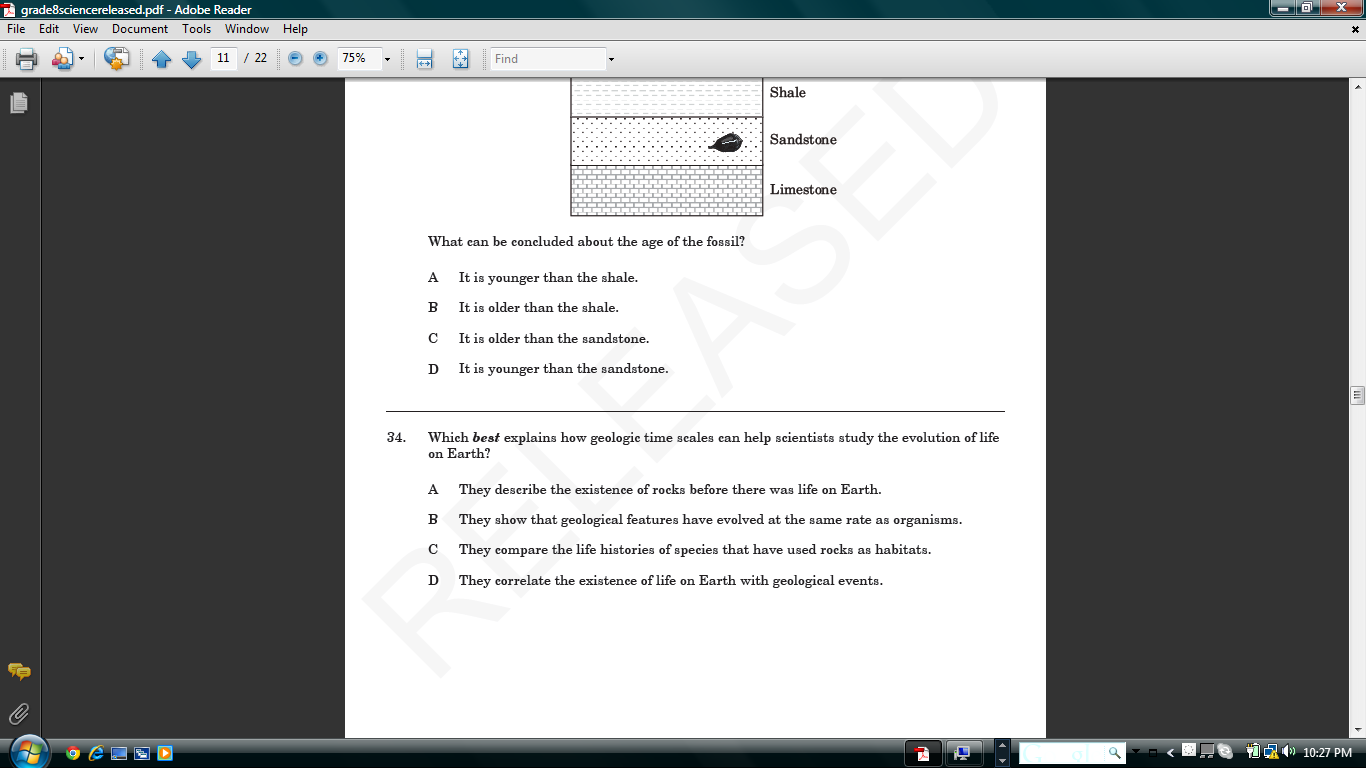 grade8sciencereleased.pdf - Adobe Reader
File Edit View Document Tools Window Help
11 / 22 75% Find
Shale
Sandstone
Limestone
What can be concluded about the age of the fossil?
A It is younger than the shale.
B It is older than the shale.
C It is older than the sandstone.
D It is younger than the sandstone.
34. Which best explains how geologic time scales can help scientists study the evolution of life
on Earth?
A They describe the existence of rocks before there was life on Earth.
B They show that geological features have evolved at the same rate as organisms.
C They compare the life histories of species that have used rocks as habitats.
D They correlate the existence of life on Earth with geological events.
RELEASED
10:27 PM